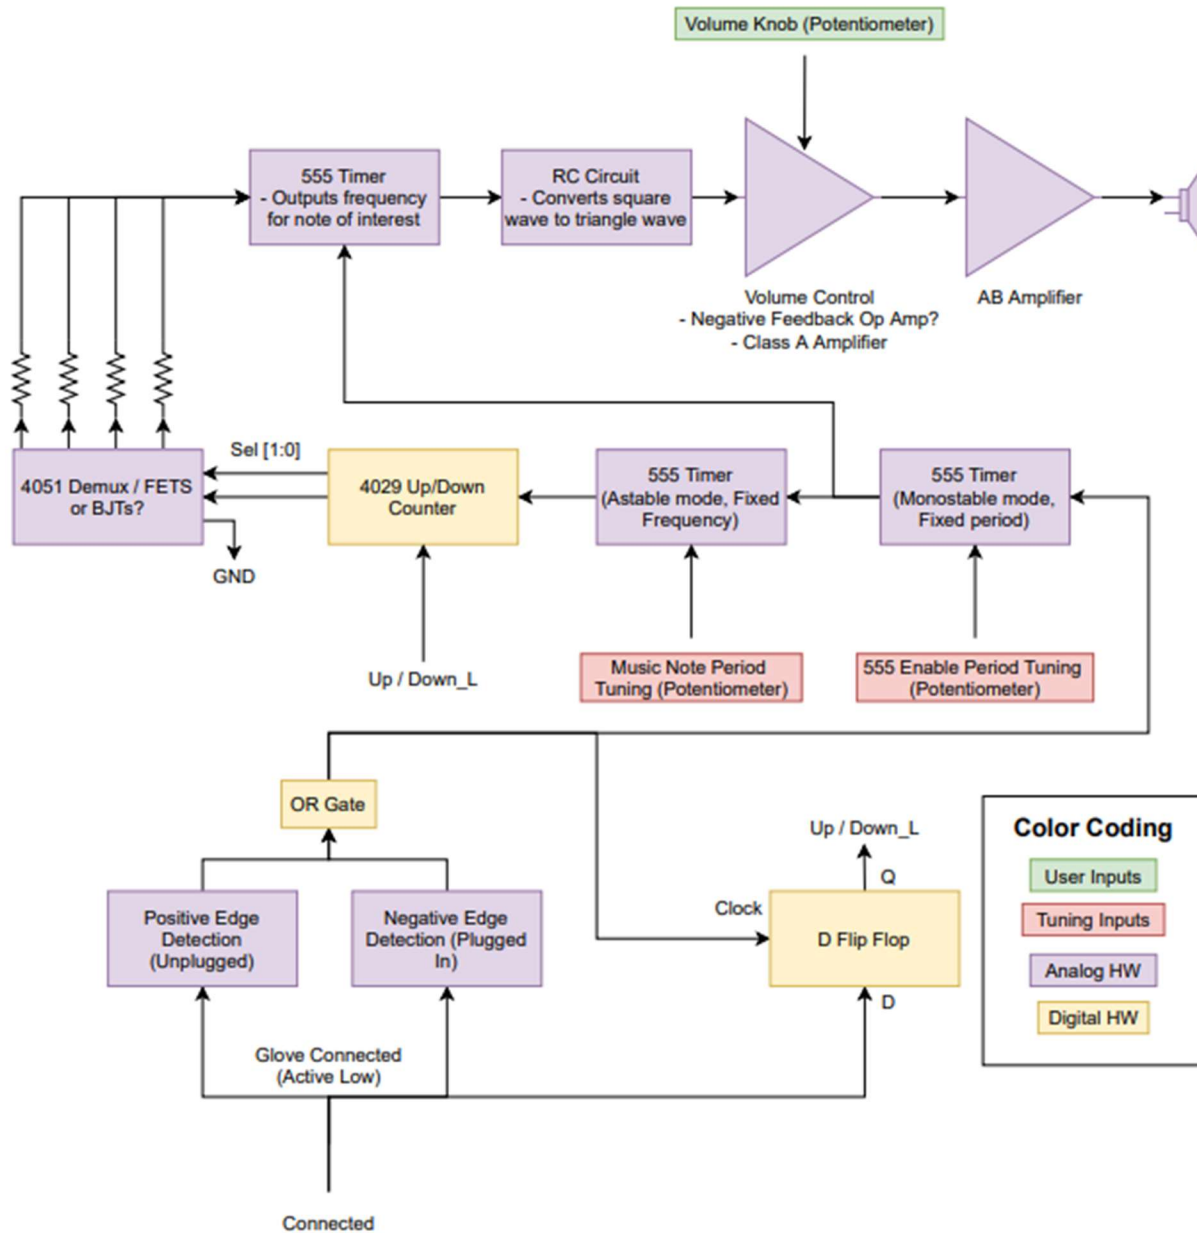 Volume Knob (Potentiometer)
555 Timer
- Outputs frequency
for note of interest
RC Circuit
- Converts square
wave to triangle wave
Volume Control
- Negative Feedback Op Amp?
- Class A Amplifier
AB Amplifier
4051 Demux / FETS
or BJTs?
Sel [1:0]
GND
4029 Up/Down
Counter
555 Timer
(Astable mode, Fixed
Frequency)
555 Timer
(Monostable mode,
Fixed period)
Up / Down_L
Music Note Period
Tuning (Potentiometer)
555 Enable Period Tuning
(Potentiometer)
OR Gate
Positive Edge
Detection
(Unplugged)
Negative Edge
Detection (Plugged
In)
Up / Down_L
Q
Clock
D Flip Flop
D
Glove Connected
(Active Low)
Connected
Color Coding
User Inputs
Tuning Inputs
Analog HW
Digital HW